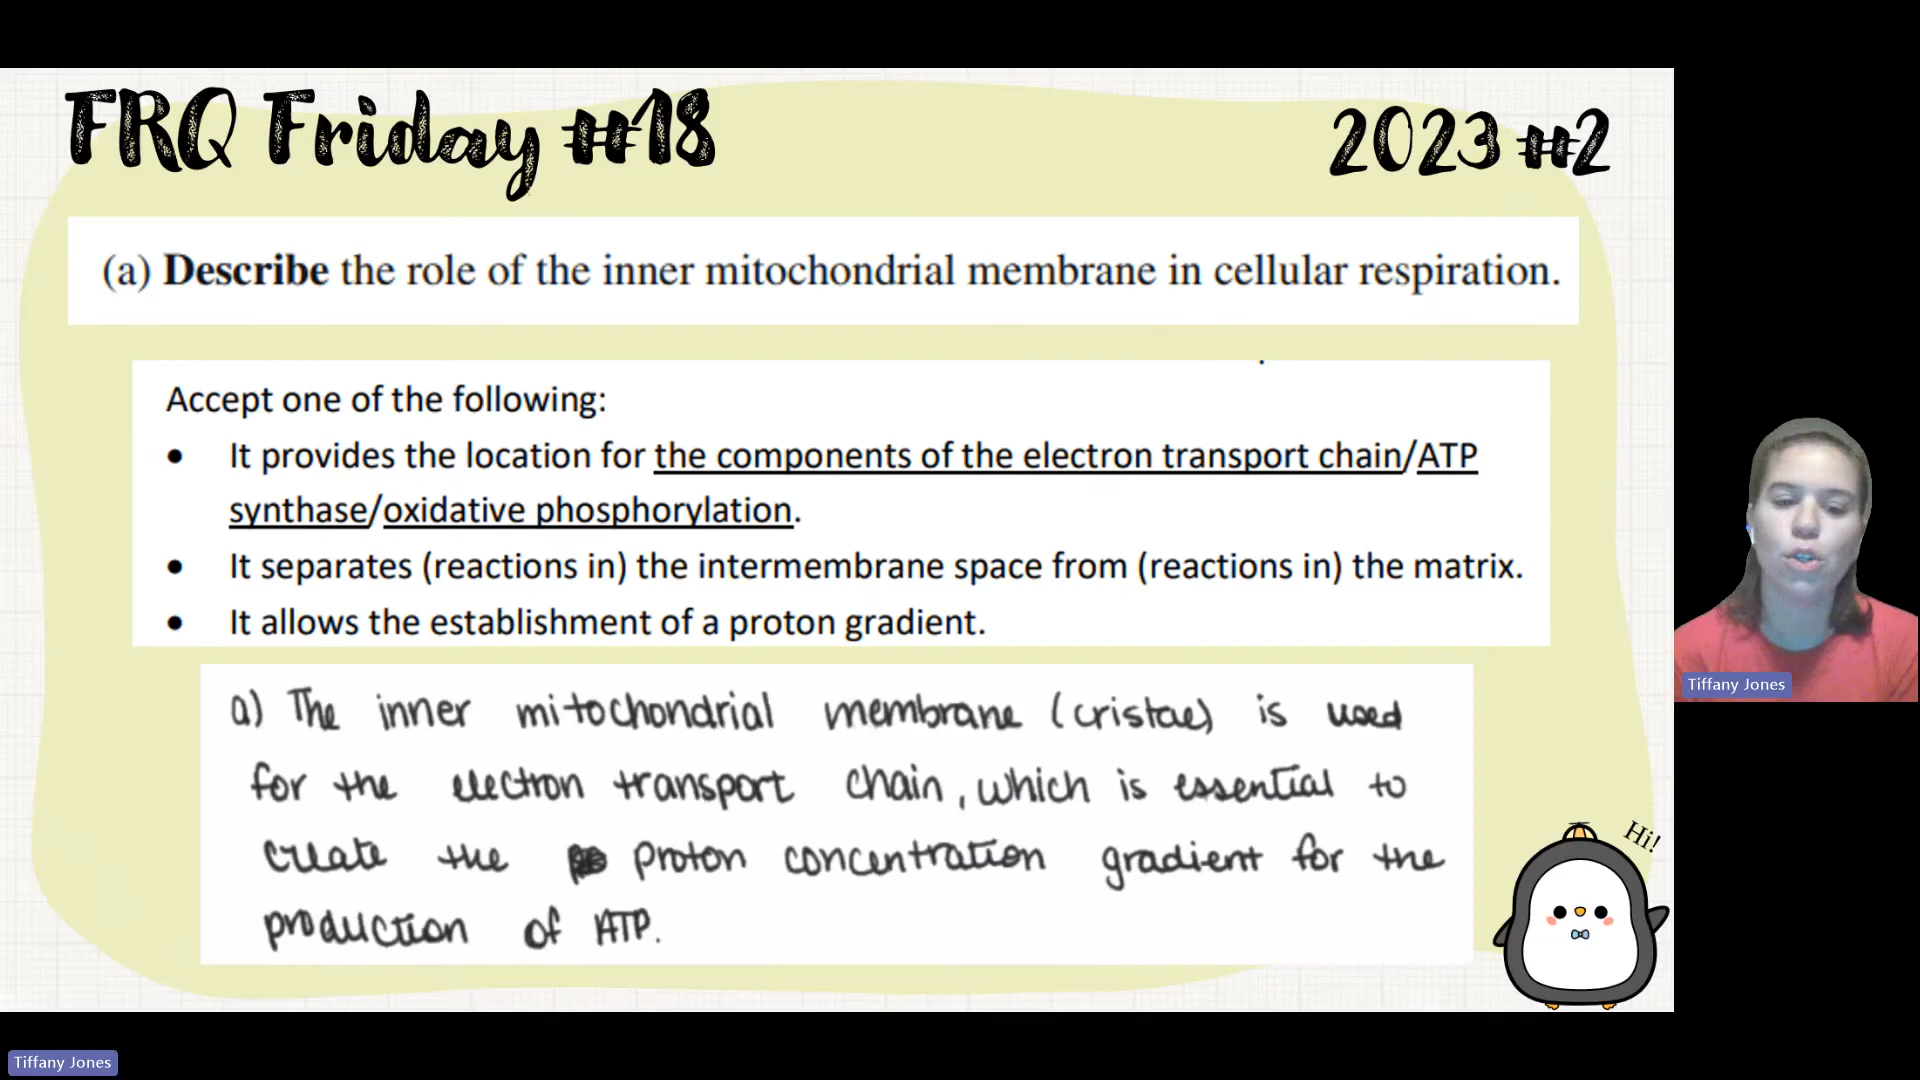 FRQ Friday #18
2023 #2
(a) Describe the role of the inner mitochondrial membrane in cellular respiration.
Accept one of the following:
• It provides the location for the components of the electron transport chain/ATP
synthase/oxidative phosphorylation.
• It separates (reactions in) the intermembrane space from (reactions in) the matrix.
• It allows the establishment of a proton gradient.
a) The inner mitochondrial membrane (cristae) is used
for the electron transport chain, which is essential to
create the proton concentration gradient for the
production of ATP.
Hi!
Tiffany Jones
Tiffany Jones